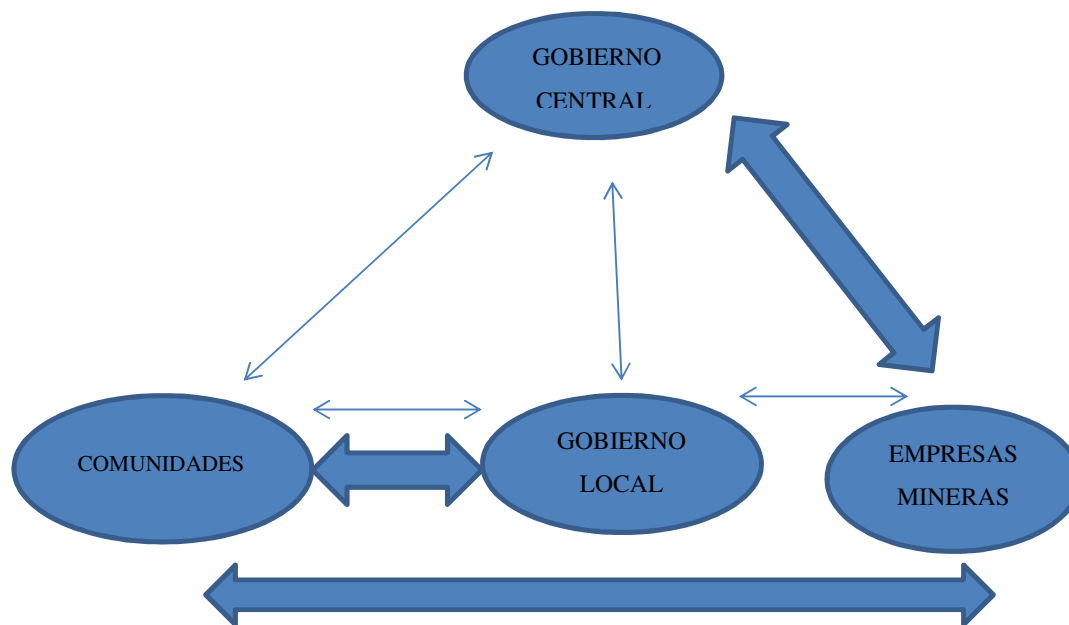 GOBIERNO
CENTRAL
COMUNIDADES
GOBIERNO
LOCAL
EMPRESAS
MINERAS